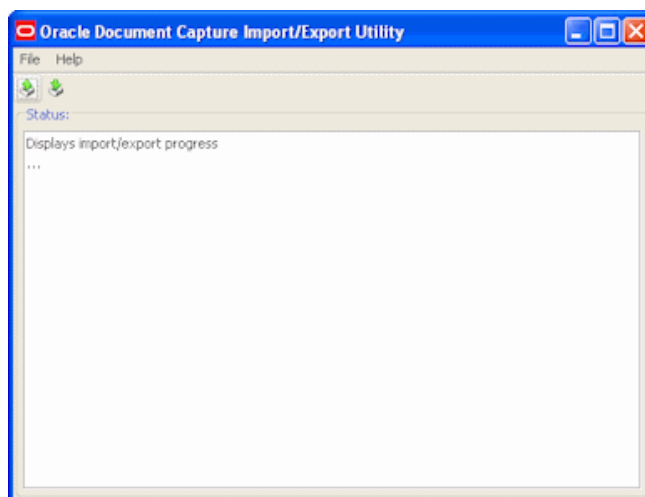 Oracle Document Capture Import/Export Utility
File Help
Status:
Displays import/export progress
...